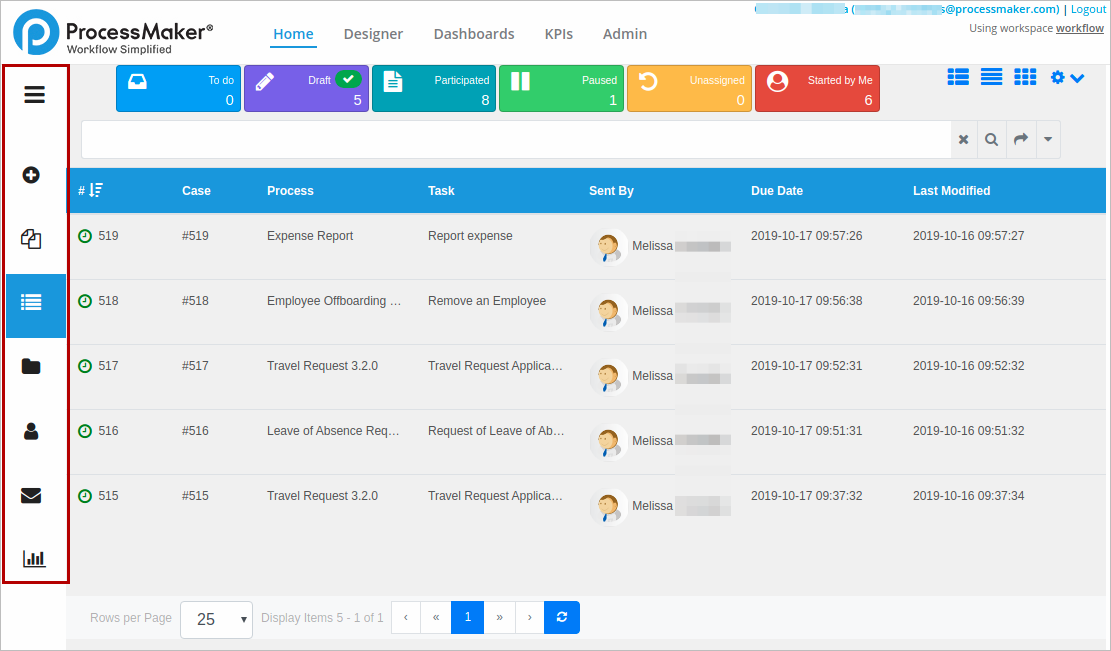 s@processmaker.com) | Logout
ProcessMaker®
Workflow Simplified
Home Designer Dashboards KPIs Admin
Using workspace workflow
To do Draft Participated Paused Unassigned Started by Me
0 5 8 1 0 6
# Case Process Task Sent By Due Date Last Modified
519 #519 Expense Report Report expense Melissa 2019-10-17 09:57:26 2019-10-16 09:57:27
518 #518 Employee Offboarding ... Remove an Employee Melissa 2019-10-17 09:56:38 2019-10-16 09:56:39
517 #517 Travel Request 3.2.0 Travel Request Applica... Melissa 2019-10-17 09:52:31 2019-10-16 09:52:32
516 #516 Leave of Absence Req... Request of Leave of Ab... Melissa 2019-10-17 09:51:31 2019-10-16 09:51:32
515 #515 Travel Request 3.2.0 Travel Request Applica... Melissa 2019-10-17 09:37:32 2019-10-16 09:37:34
Rows per Page 25 Display Items 5 - 1 of 1 ‹ « 1 » ›